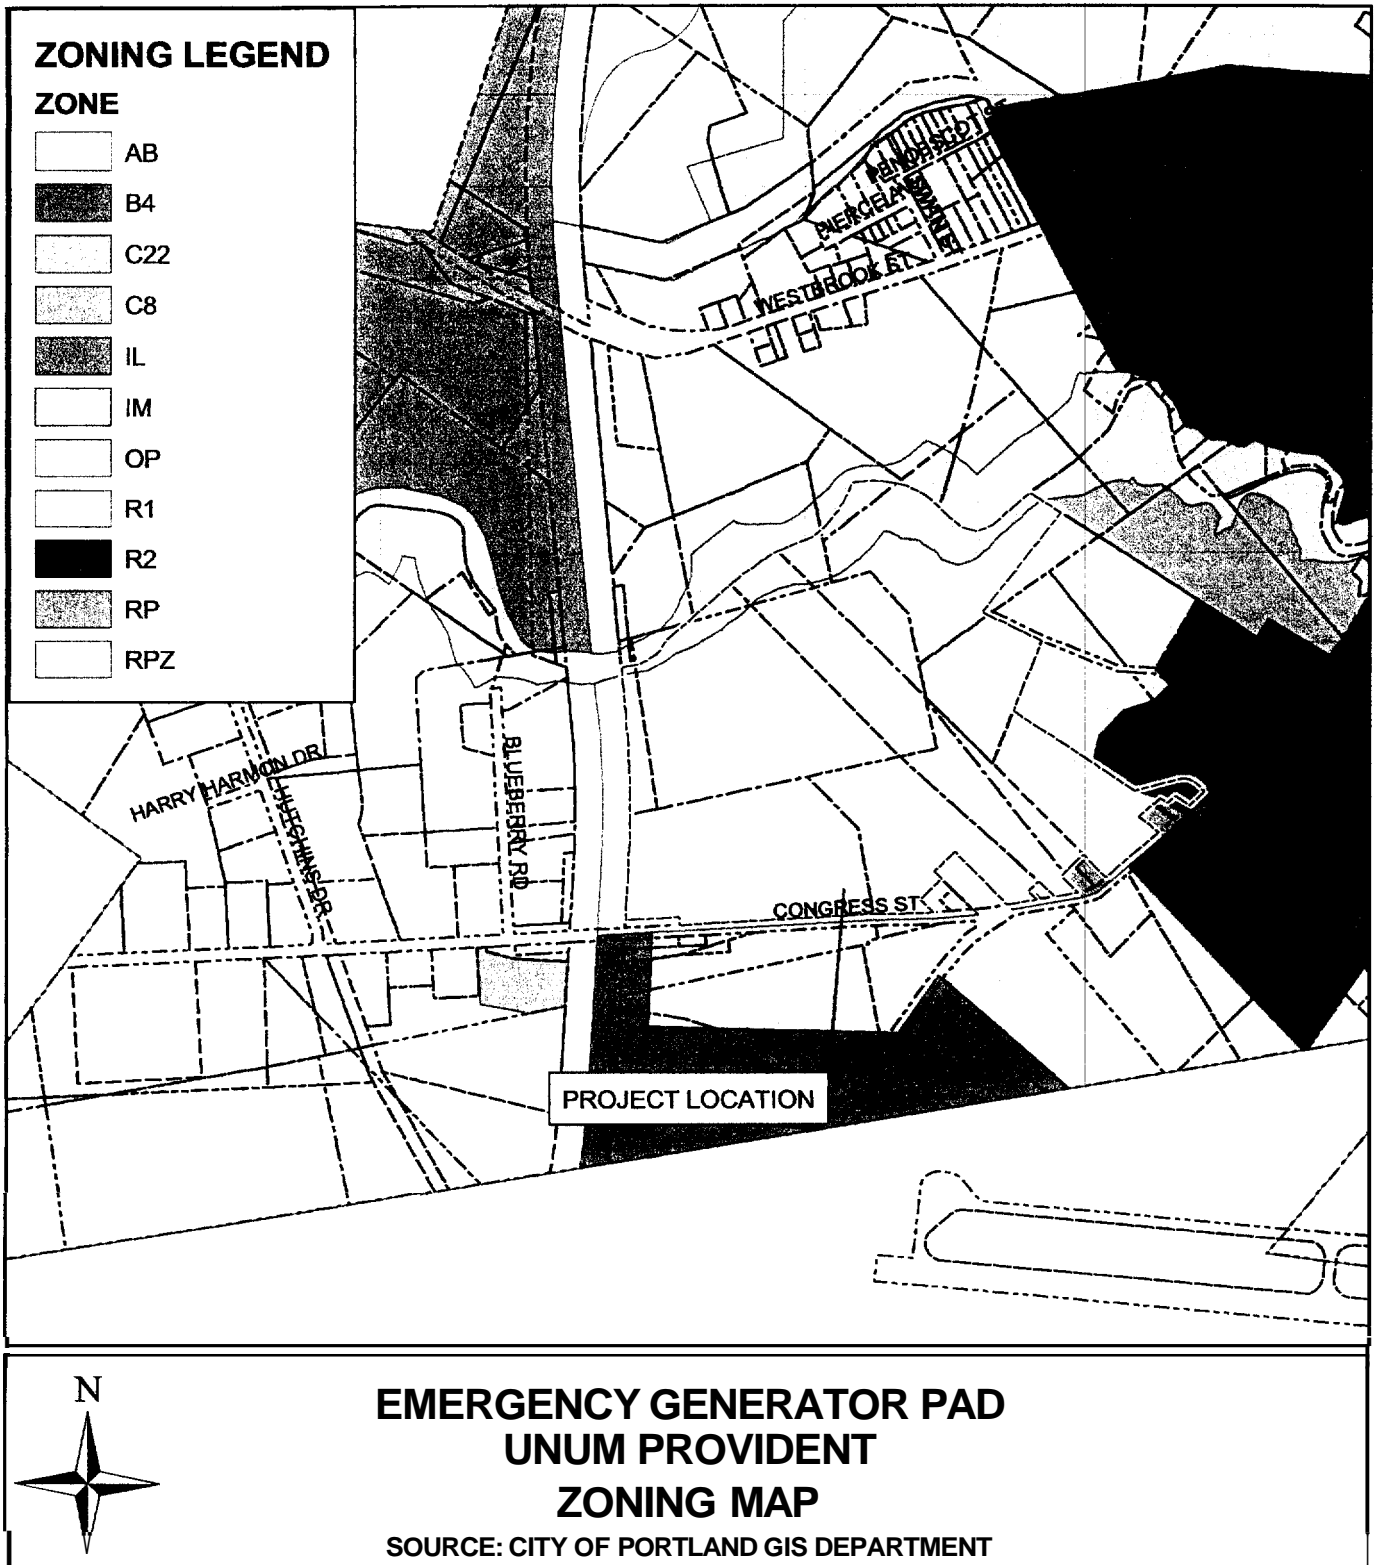 ZONING LEGEND
ZONE
AB
B4
C22
C8
IL
IM
OP
R1
R2
RP
RPZ
WESTBROOK ST
HARRY HARMON DR
HUTCHINS DR
BLUEBERRY RD
CONGRESS ST
PROJECT LOCATION
N
EMERGENCY GENERATOR PAD
UNUM PROVIDENT
ZONING MAP
SOURCE: CITY OF PORTLAND GIS DEPARTMENT